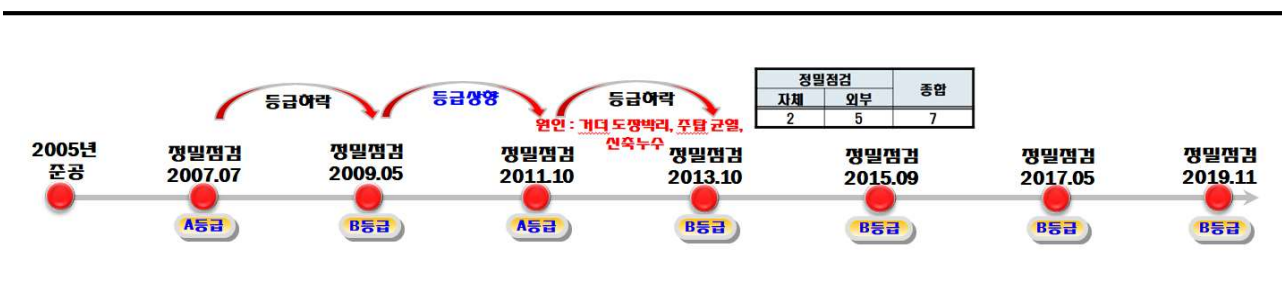 등급하락
등급상향
등급하락
원인 : 거더 도장박리, 주탑 균열,
신축누수
정밀점검 종합
자체 외부
2 5 7
2005년
준공
정밀점검
2007.07
정밀점검
2009.05
정밀점검
2011.10
정밀점검
2013.10
정밀점검
2015.09
정밀점검
2017.05
정밀점검
2019.11
A등급
B등급
A등급
B등급
B등급
B등급
B등급